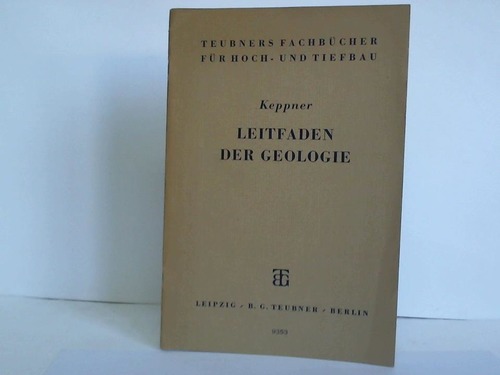 TEUBNERS FACHBÜCHER
FÜR HOCH- UND TIEFBAU
Keppner
LEITFADEN
DER GEOLOGIE
LEIPZIG / B. G. TEUBNER / BERLIN